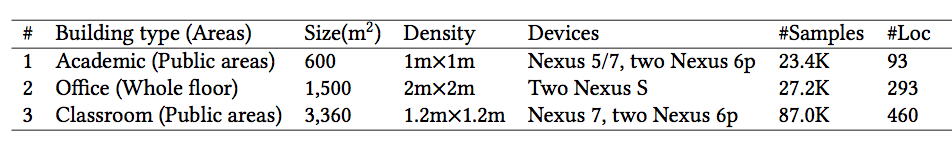 # Building type (Areas) Size(m²) Density Devices #Samples #Loc
1 Academic (Public areas) 600 1m×1m Nexus 5/7, two Nexus 6p 23.4K 93
2 Office (Whole floor) 1,500 2m×2m Two Nexus S 27.2K 293
3 Classroom (Public areas) 3,360 1.2m×1.2m Nexus 7, two Nexus 6p 87.0K 460